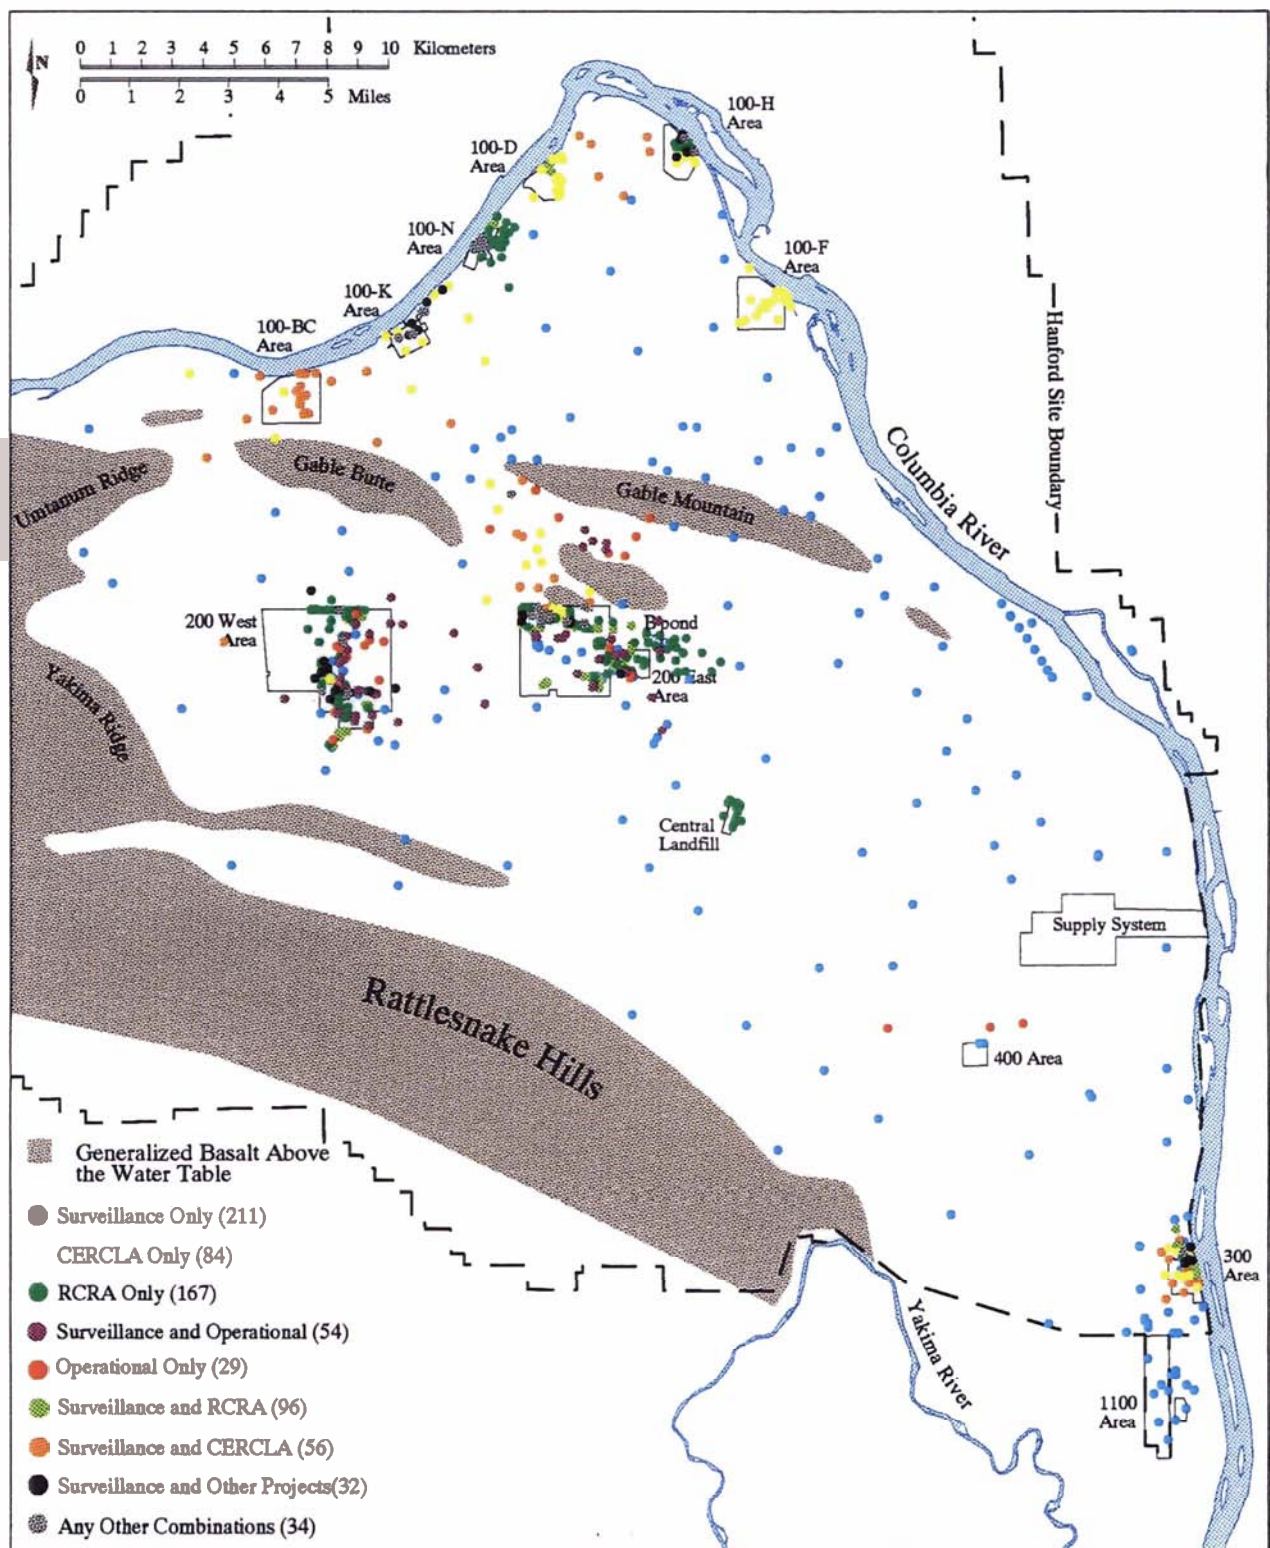 0 1 2 3 4 5 6 7 8 9 10 Kilometers
N
0 1 2 3 4 5 Miles
100-H
Area
100-D
Area
100-N
Area
100-F
Area
100-K
Area
100-BC
Area
Hanford Site Boundary
Columbia River
Umtanum Ridge
Gable Butte
Gable Mountain
200 West
Area
B pond
200 East
Area
Yakima Ridge
Central
Landfill
Supply System
Rattlesnake Hills
400 Area
Generalized Basalt Above
the Water Table
Surveillance Only (211)
CERCLA Only (84)
RCRA Only (167)
Surveillance and Operational (54)
Operational Only (29)
Surveillance and RCRA (96)
Surveillance and CERCLA (56)
Surveillance and Other Projects(32)
Any Other Combinations (34)
300
Area
Yakima River
1100
Area